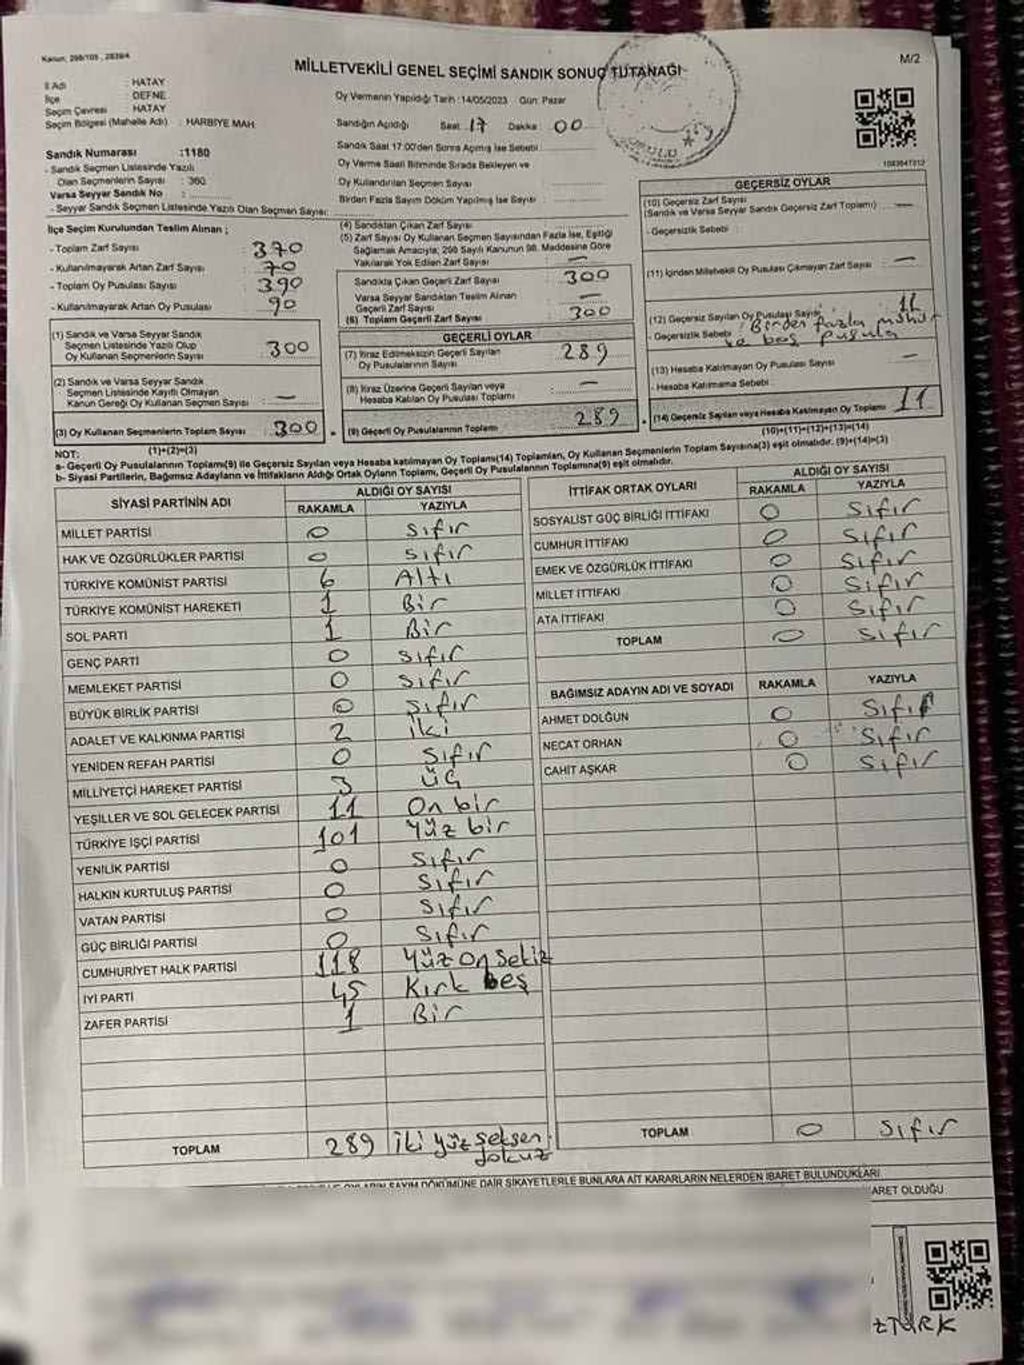 Kanun: 298/105, 2839/4
M/2
MİLLETVEKİLİ GENEL SEÇİMİ SANDIK SONUÇ TUTANAĞI
İl Adı : HATAY
İlçe : DEFNE
Seçim Çevresi : HATAY
Seçim Bölgesi (Mahalle Adı) : HARBİYE MAH.
Oy Vermenin Yapıldığı Tarih : 14/05/2023 Gün: Pazar
Sandığın Açıldığı Saat 17 Dakika 00
Sandık Saat 17:00'den Sonra Açılmış İse Sebebi
Oy Verme Saati Bitiminde Sırada Bekleyen ve
Oy Kullandırılan Seçmen Sayısı
Birden Fazla Sayım Döküm Yapılmış İse Sayısı
Sandık Numarası :1180
- Sandık Seçmen Listesinde Yazılı
Olan Seçmenlerin Sayısı : 360
Varsa Seyyar Sandık No :
- Seyyar Sandık Seçmen Listesinde Yazılı Olan Seçmen Sayısı:
İlçe Seçim Kurulundan Teslim Alınan ;
- Toplam Zarf Sayısı 370
- Kullanılmayarak Artan Zarf Sayısı 70
- Toplam Oy Pusulası Sayısı 390
- Kullanılmayarak Artan Oy Pusulası 90
(1) Sandık ve Varsa Seyyar Sandık
Seçmen Listesinde Yazılı Olup
Oy Kullanan Seçmenlerin Sayısı : 300
(2) Sandık ve Varsa Seyyar Sandık
Seçmen Listesinde Kayıtlı Olmayan
Kanun Gereği Oy Kullanan Seçmen Sayısı : —
(3) Oy Kullanan Seçmenlerin Toplam Sayısı 300
(1)+(2)=(3)
(4) Sandıktan Çıkan Zarf Sayısı
(5) Zarf Sayısı Oy Kullanan Seçmen Sayısından Fazla İse, Eşitliği
Sağlamak Amacıyla; 298 Sayılı Kanunun 98. Maddesine Göre
Yakılarak Yok Edilen Zarf Sayısı —
Sandıkta Çıkan Geçerli Zarf Sayısı 300
Varsa Seyyar Sandıktan Teslim Alınan
Geçerli Zarf Sayısı —
(6) Toplam Geçerli Zarf Sayısı 300
GEÇERLİ OYLAR
(7) İtiraz Edilmeksizin Geçerli Sayılan
Oy Pusulalarının Sayısı 289
(8) İtiraz Üzerine Geçerli Sayılan veya
Hesaba Katılan Oy Pusulası Toplamı —
(9) Geçerli Oy Pusulalarının Toplamı 289
GEÇERSİZ OYLAR
(10) Geçersiz Zarf Sayısı
(Sandık ve Varsa Seyyar Sandık Geçersiz Zarf Toplamı) —
- Geçersizlik Sebebi :
(11) İçinden Milletvekili Oy Pusulası Çıkmayan Zarf Sayısı —
(12) Geçersiz Sayılan Oy Pusulası Sayısı 11
- Geçersizlik Sebebi : Birden fazla mühür
ve boş pusula
(13) Hesaba Katılmayan Oy Pusulası Sayısı —
- Hesaba Katılmama Sebebi :
(14) Geçersiz Sayılan veya Hesaba Katılmayan Oy Toplamı 11
(10)+(11)+(12)+(13)=(14)
NOT:
a- Geçerli Oy Pusulalarının Toplamı(9) ile Geçersiz Sayılan veya Hesaba katılmayan Oy Toplamı(14) Toplamları, Oy Kullanan Seçmenlerin Toplam Sayısına(3) eşit olmalıdır. (9)+(14)=(3)
b- Siyasi Partilerin, Bağımsız Adayların ve İttifakların Aldığı Ortak Oyların Toplamı, Geçerli Oy Pusulalarının Toplamına(9) eşit olmalıdır.
SİYASİ PARTİNİN ADI ALDIĞI OY SAYISI
RAKAMLA YAZIYLA
MİLLET PARTİSİ 0 Sıfır
HAK VE ÖZGÜRLÜKLER PARTİSİ 0 Sıfır
TÜRKİYE KOMÜNİST PARTİSİ 6 Altı
TÜRKİYE KOMÜNİST HAREKETİ 1 Bir
SOL PARTİ 1 Bir
GENÇ PARTİ 0 Sıfır
MEMLEKET PARTİSİ 0 Sıfır
BÜYÜK BİRLİK PARTİSİ 0 Sıfır
ADALET VE KALKINMA PARTİSİ 2 İki
YENİDEN REFAH PARTİSİ 0 Sıfır
MİLLİYETÇİ HAREKET PARTİSİ 3 Üç
YEŞİLLER VE SOL GELECEK PARTİSİ 11 On bir
TÜRKİYE İŞÇİ PARTİSİ 101 Yüz bir
YENİLİK PARTİSİ 0 Sıfır
HALKIN KURTULUŞ PARTİSİ 0 Sıfır
VATAN PARTİSİ 0 Sıfır
GÜÇ BİRLİĞİ PARTİSİ 0 Sıfır
CUMHURİYET HALK PARTİSİ 118 Yüz On Sekiz
İYİ PARTİ 45 Kırk beş
ZAFER PARTİSİ 1 Bir
TOPLAM 289 İki yüz seksen
dokuz
İTTİFAK ORTAK OYLARI ALDIĞI OY SAYISI
RAKAMLA YAZIYLA
SOSYALİST GÜÇ BİRLİĞİ İTTİFAKI 0 Sıfır
CUMHUR İTTİFAKI 0 Sıfır
EMEK VE ÖZGÜRLÜK İTTİFAKI 0 Sıfır
MİLLET İTTİFAKI 0 Sıfır
ATA İTTİFAKI 0 Sıfır
TOPLAM 0 Sıfır
BAĞIMSIZ ADAYIN ADI VE SOYADI RAKAMLA YAZIYLA
AHMET DOLĞUN 0 Sıfır
NECAT ORHAN 0 Sıfır
CAHİT AŞKAR 0 Sıfır
TOPLAM 0 Sıfır
OYLARIN SAYIM DÖKÜMÜNE DAİR ŞİKAYETLERLE BUNLARA AİT KARARLARIN NELERDEN İBARET BULUNDUKLARI
ARET OLDUĞU
zTÜRK